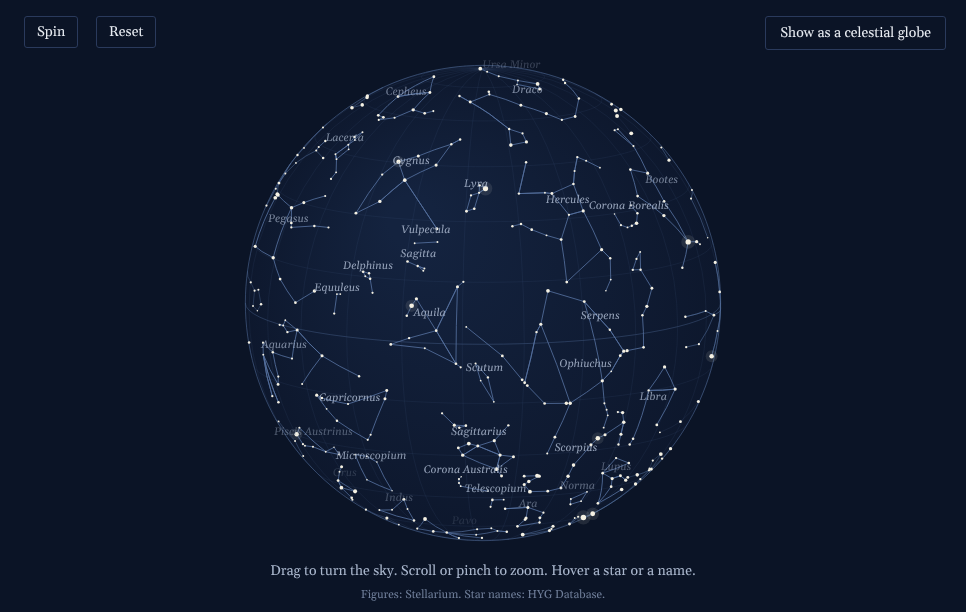 Spin
Reset
Show as a celestial globe
Ursa Minor
Cepheus
Draco
Lacerta
Cygnus
Lyra
Bootes
Hercules
Corona Borealis
Pegasus
Vulpecula
Sagitta
Delphinus
Equuleus
Aquila
Serpens
Aquarius
Scutum
Ophiuchus
Capricornus
Libra
Piscis Austrinus
Sagittarius
Scorpius
Microscopium
Corona Australis
Lupus
Grus
Telescopium
Norma
Indus
Ara
Pavo
Drag to turn the sky. Scroll or pinch to zoom. Hover a star or a name.
Figures: Stellarium. Star names: HYG Database.